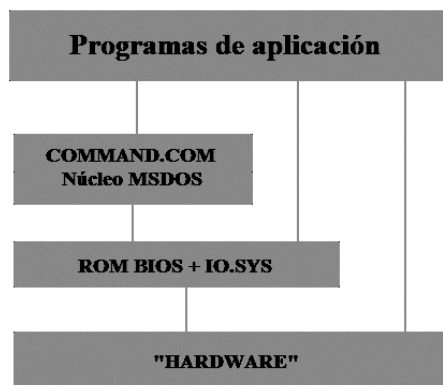 Programas de aplicación
COMMAND.COM
Núcleo MSDOS
ROM BIOS + IO.SYS
"HARDWARE"